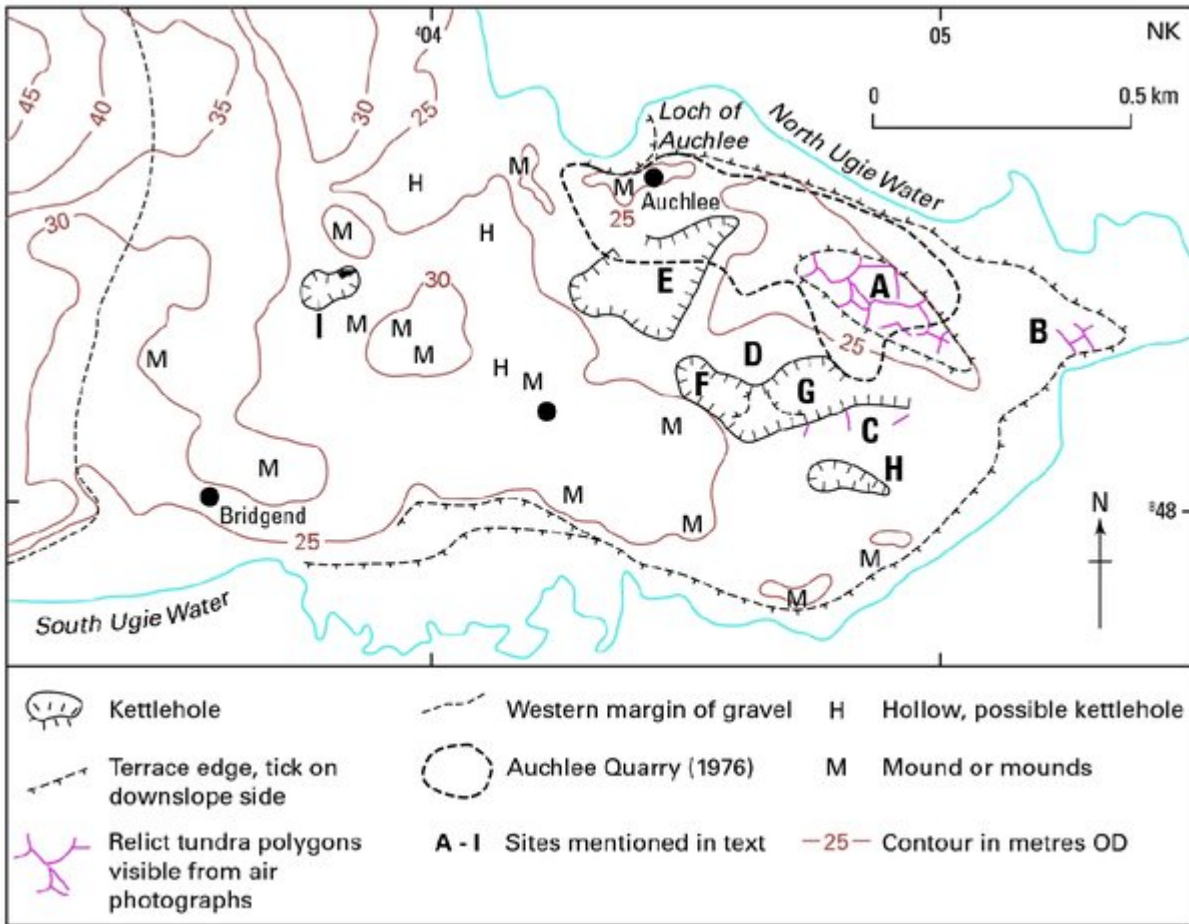 ⁴04
05
NK
45
40
35
30
25
0
0.5 km
Loch of
Auchlee
North Ugie Water
M
H
M
Auchlee
25
30
M
H
E
A
30
I
M
M
M
25
B
M
H
M
D
F
G
M
C
M
H
Bridgend
M
M
25
⁸48
N
M
M
South Ugie Water
Kettlehole
Western margin of gravel
H
Hollow, possible kettlehole
Terrace edge, tick on
downslope side
Auchlee Quarry (1976)
M
Mound or mounds
Relict tundra polygons
visible from air
photographs
A - I
Sites mentioned in text
25
Contour in metres OD